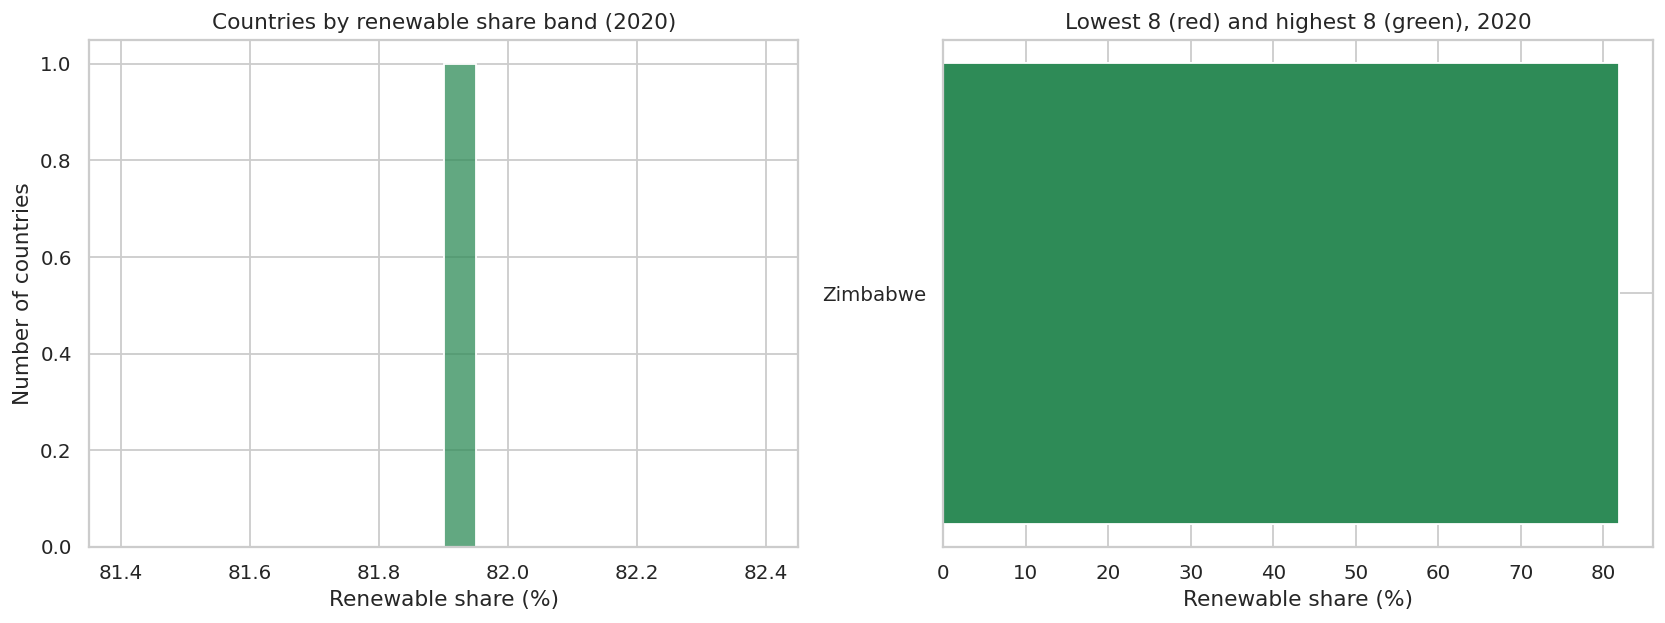 Countries by renewable share band (2020)
Number of countries
1.0
0.8
0.6
0.4
0.2
0.0
81.4 81.6 81.8 82.0 82.2 82.4
Renewable share (%)
Lowest 8 (red) and highest 8 (green), 2020
Zimbabwe
0 10 20 30 40 50 60 70 80
Renewable share (%)